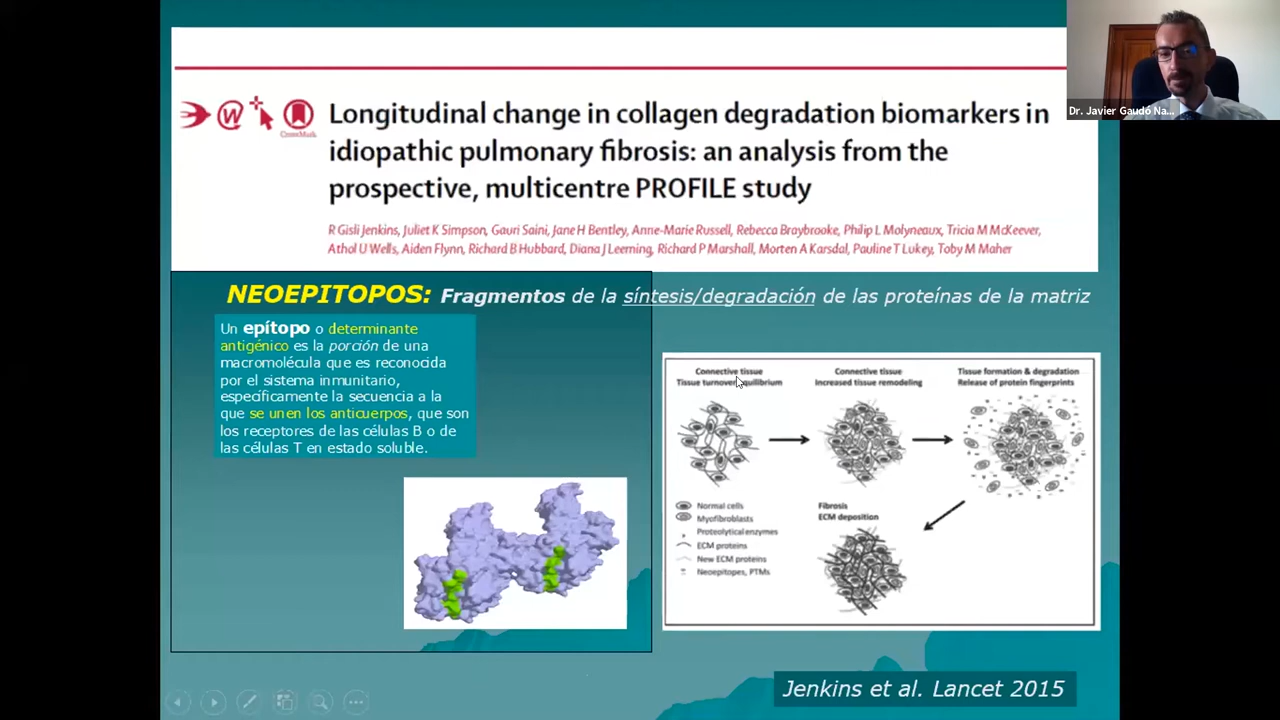 Dr. Javier Gaudó Na...
Longitudinal change in collagen degradation biomarkers in
idiopathic pulmonary fibrosis: an analysis from the
prospective, multicentre PROFILE study
CrossMark
R Gisli Jenkins, Juliet K Simpson, Gauri Saini, Jane H Bentley, Anne-Marie Russell, Rebecca Braybrooke, Philip L Molyneaux, Tricia M McKeever,
Athol U Wells, Aiden Flynn, Richard B Hubbard, Diana J Leeming, Richard P Marshall, Morten A Karsdal, Pauline T Lukey, Toby M Maher
NEOEPITOPOS: Fragmentos de la síntesis/degradación de las proteínas de la matriz
Un epítopo o determinante
antigénico es la porción de una
macromolécula que es reconocida
por el sistema inmunitario,
específicamente la secuencia a la
que se unen los anticuerpos, que son
los receptores de las células B o de
las células T en estado soluble.
Connective tissue
Tissue turnover equilibrium
Connective tissue
Increased tissue remodeling
Tissue formation & degradation
Release of protein fingerprints
Normal cells
Myofibroblasts
Proteolytical enzymes
ECM proteins
New ECM proteins
Neoepitopes, PTMs
Fibrosis
ECM deposition
Jenkins et al. Lancet 2015